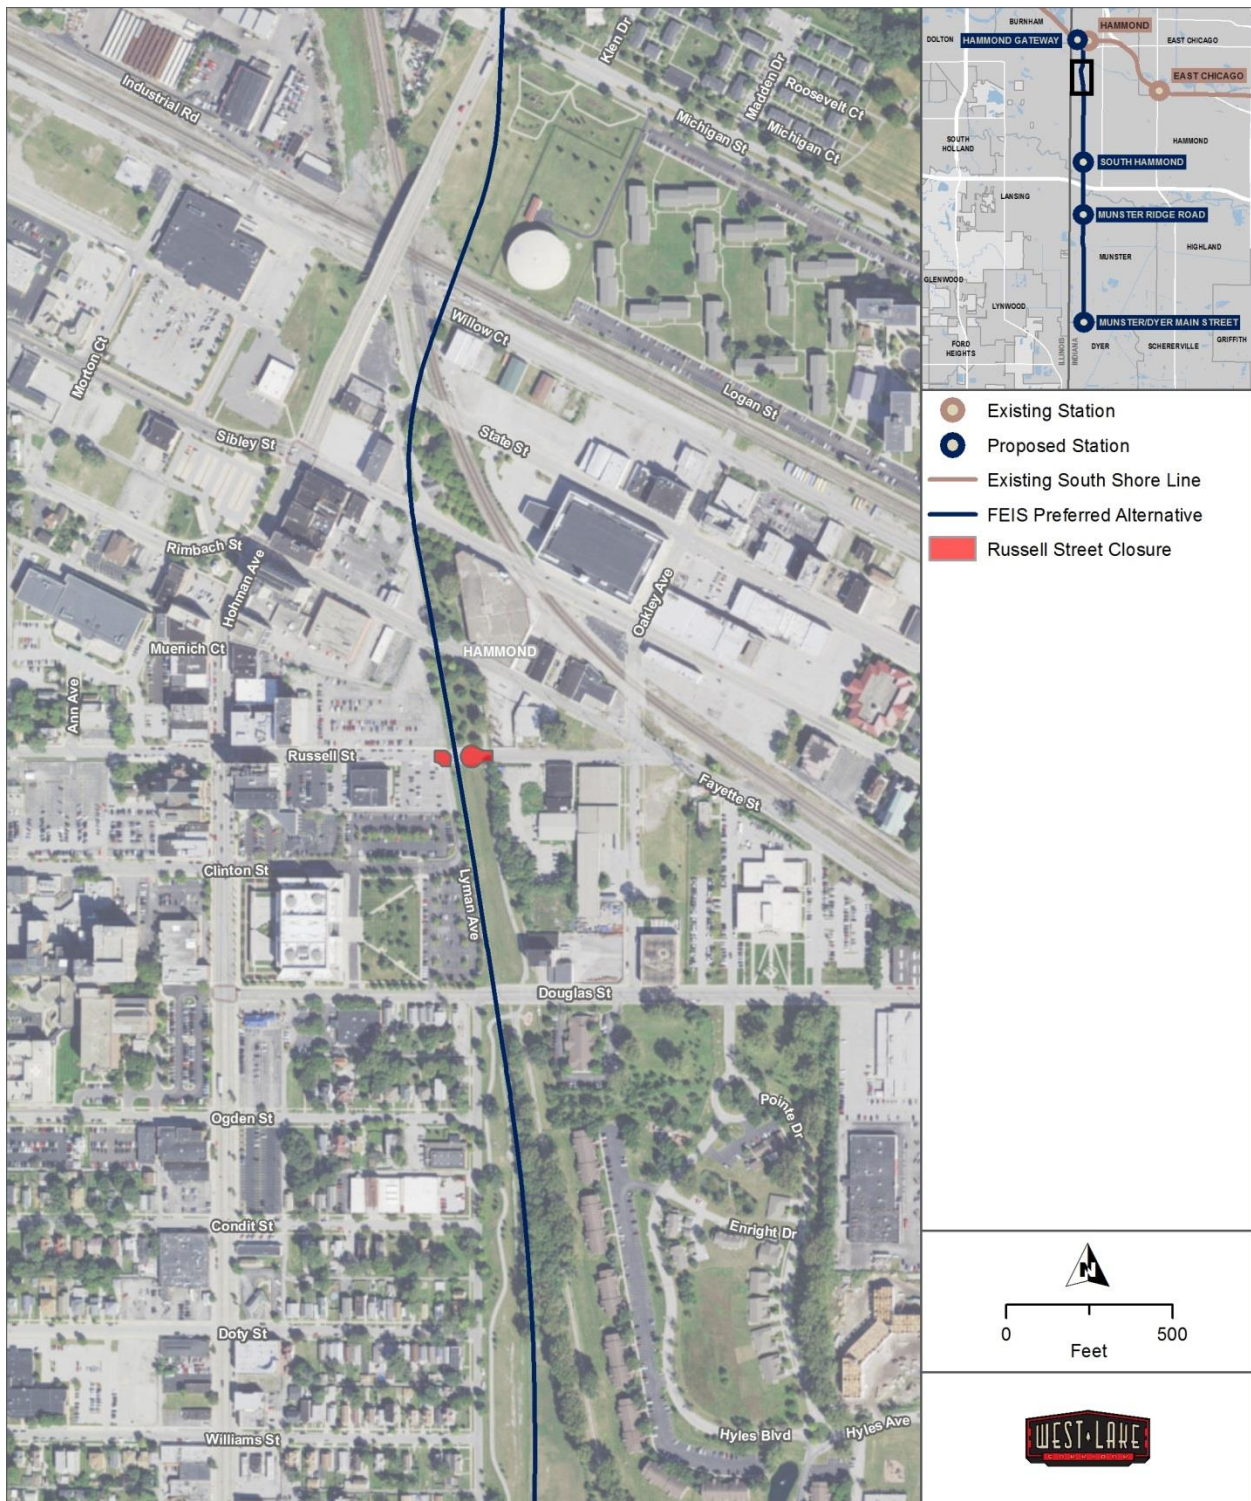 Klen Dr
Madden Dr
Roosevelt Ct
Industrial Rd
Michigan St
Michigan Ct
Willow Ct
Morton Ct
Logan St
Sibley St
State St
Rimbach St
Hohman Ave
Oakley Ave
Muenich Ct
HAMMOND
Ann Ave
Russell St
Fayette St
Clinton St
Lyman Ave
Douglas St
Pointe Dr
Ogden St
Condit St
Enright Dr
Doty St
Williams St
Hyles Blvd
Hyles Ave
BURNHAM
HAMMOND
DOLTON
HAMMOND GATEWAY
EAST CHICAGO
EAST CHICAGO
SOUTH
HOLLAND
HAMMOND
SOUTH HAMMOND
LANSING
MUNSTER RIDGE ROAD
HIGHLAND
MUNSTER
GLENWOOD
LYNWOOD
MUNSTER/DYER MAIN STREET
FORD
HEIGHTS
ILLINOIS
INDIANA
DYER
SCHERERVILLE
GRIFFITH
Existing Station
Proposed Station
Existing South Shore Line
FEIS Preferred Alternative
Russell Street Closure
N
0 500
Feet
WEST LAKE
CORRIDOR